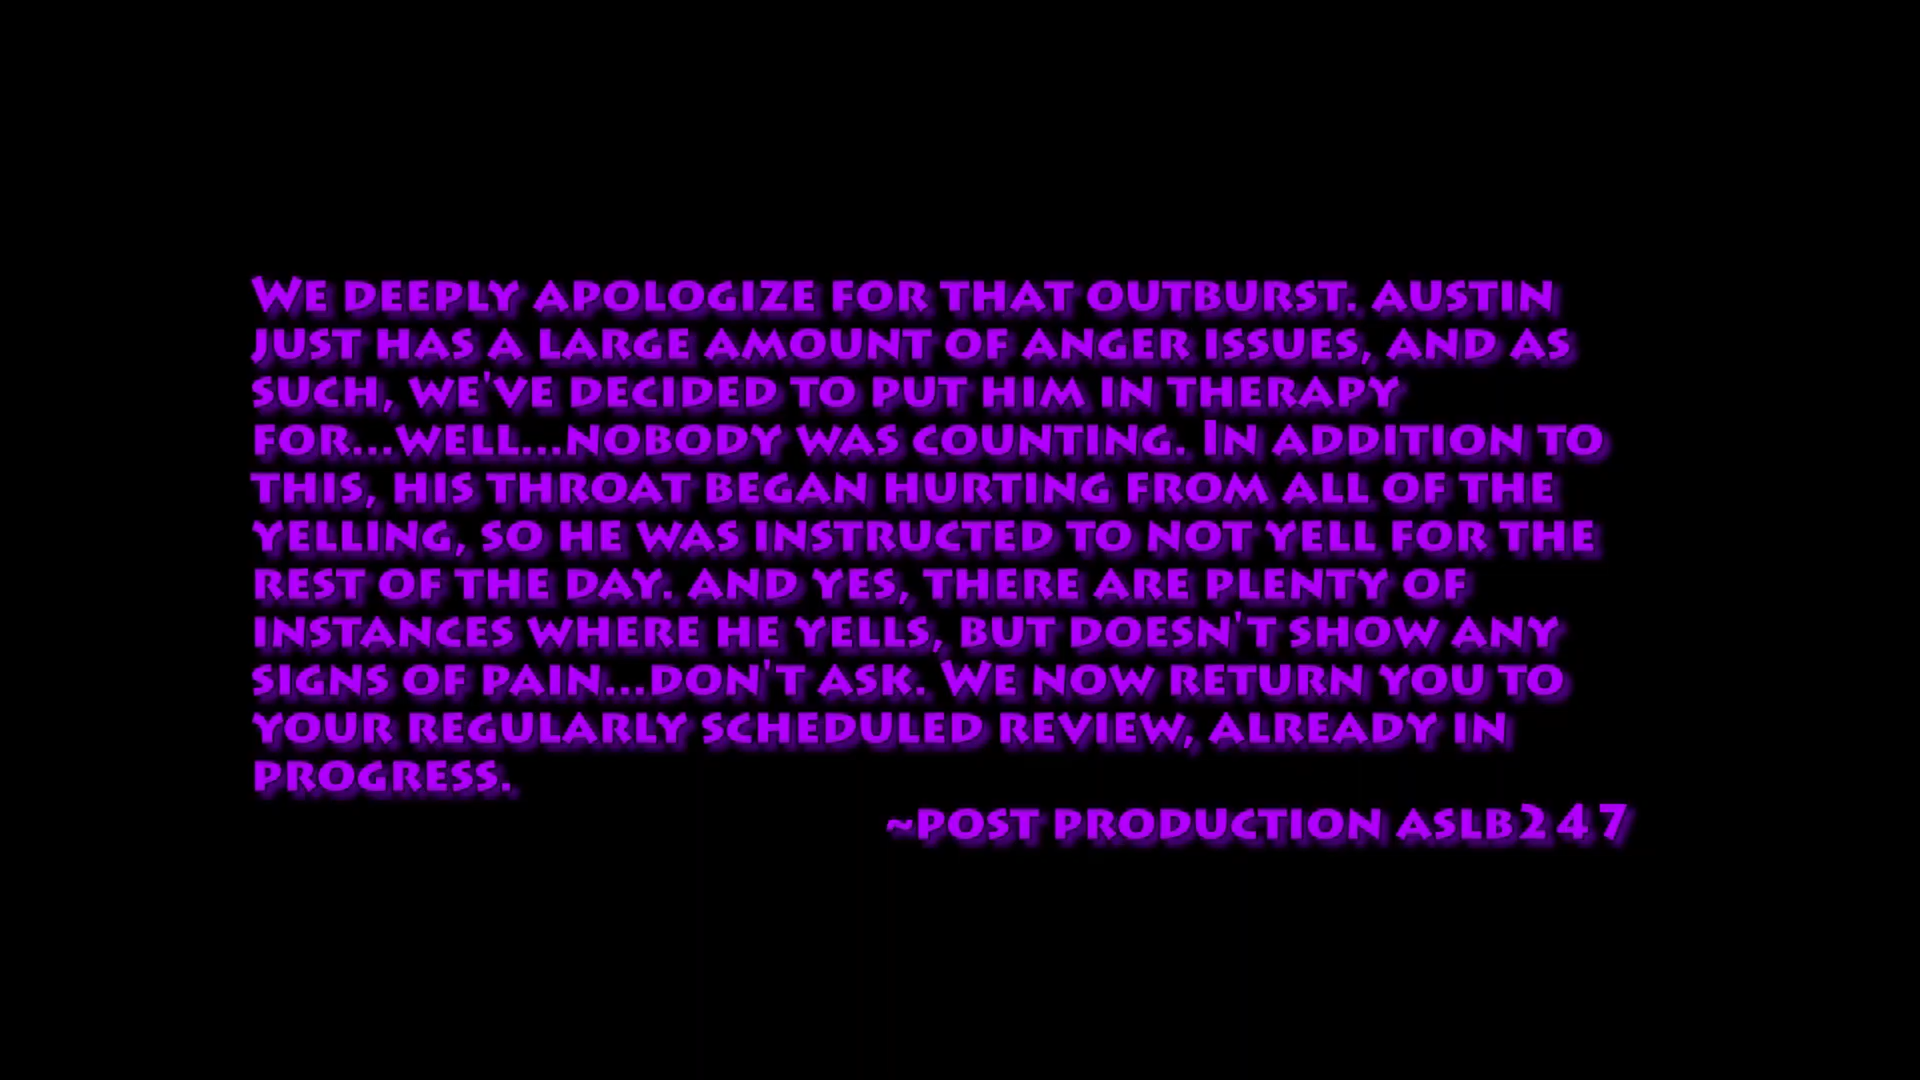 We deeply apologize for that outburst. Austin
just has a large amount of anger issues, and as
such, we've decided to put him in therapy
for...well...nobody was counting. In addition to
this, his throat began hurting from all of the
yelling, so he was instructed to not yell for the
rest of the day. And yes, there are plenty of
instances where he yells, but doesn't show any
signs of pain...don't ask. We now return you to
your regularly scheduled review, already in
progress.
~Post Production ASLB247